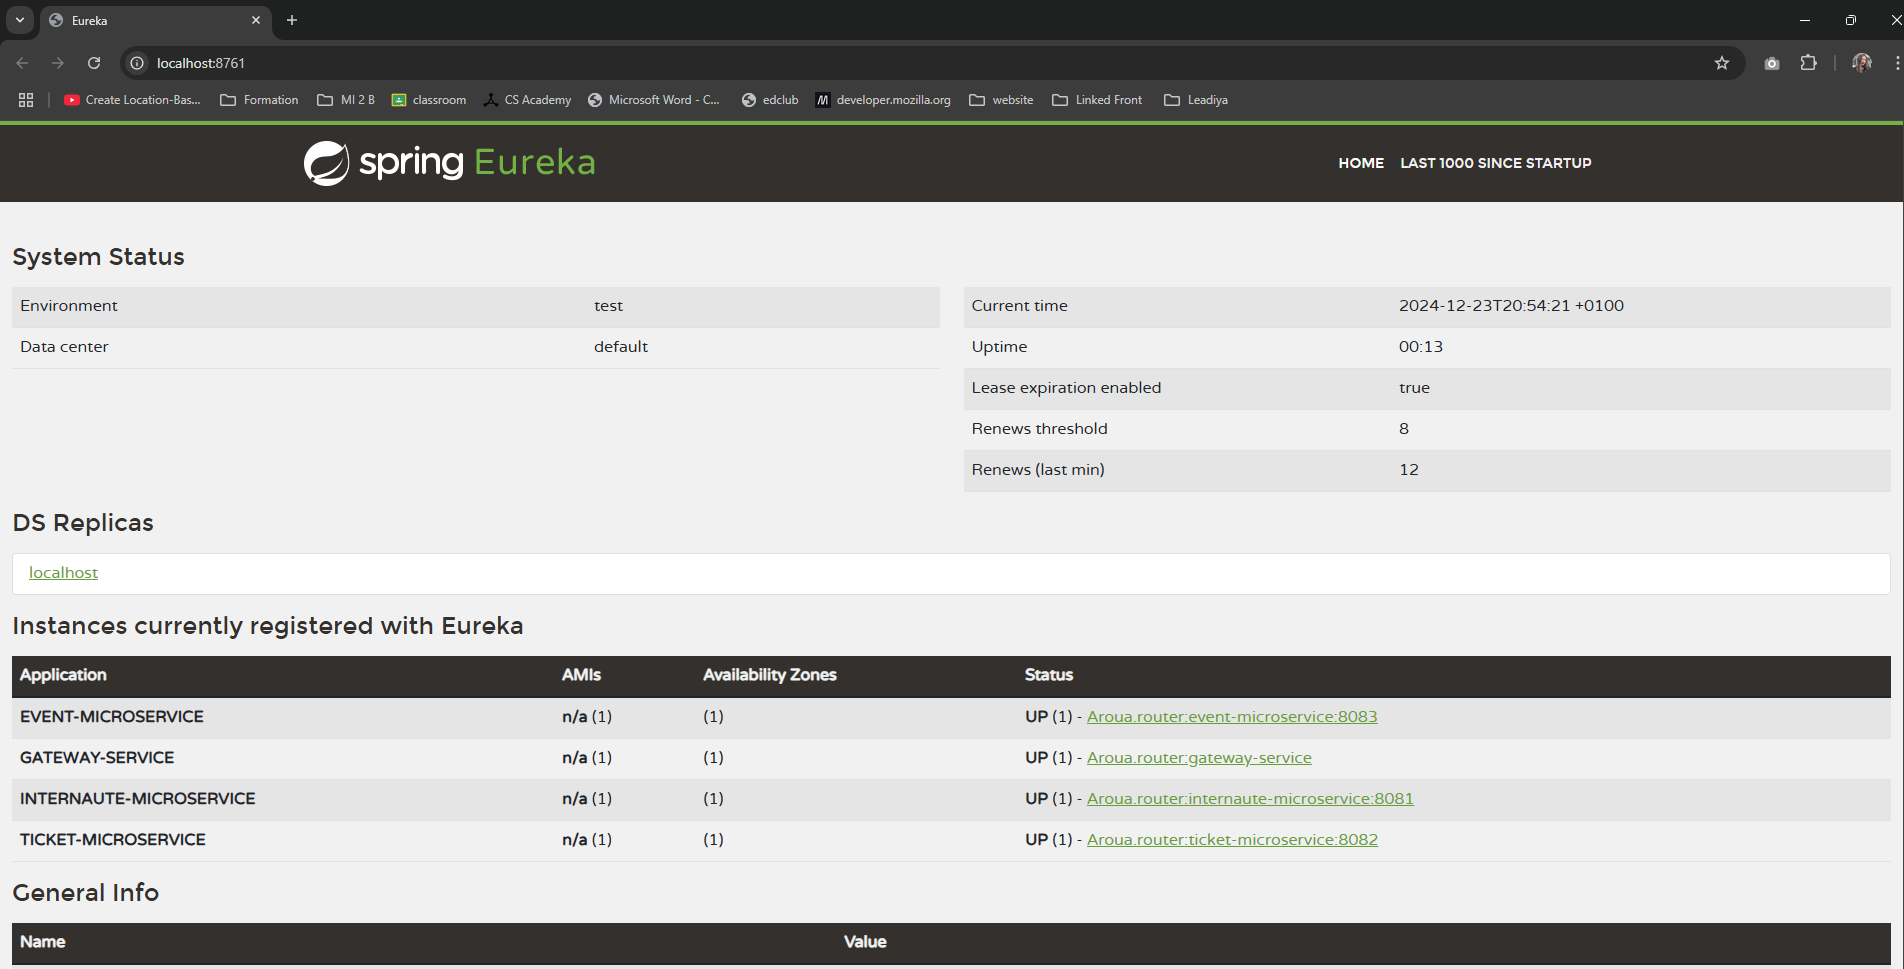 Eureka
localhost:8761
Create Location-Bas... Formation MI 2 B classroom CS Academy Microsoft Word - C... edclub developer.mozilla.org website Linked Front Leadiya
spring Eureka
HOME LAST 1000 SINCE STARTUP
System Status
Environment test
Data center default
Current time 2024-12-23T20:54:21 +0100
Uptime 00:13
Lease expiration enabled true
Renews threshold 8
Renews (last min) 12
DS Replicas
localhost
Instances currently registered with Eureka
Application AMIs Availability Zones Status
EVENT-MICROSERVICE n/a (1) (1) UP (1) - Aroua.router:event-microservice:8083
GATEWAY-SERVICE n/a (1) (1) UP (1) - Aroua.router:gateway-service
INTERNAUTE-MICROSERVICE n/a (1) (1) UP (1) - Aroua.router:internaute-microservice:8081
TICKET-MICROSERVICE n/a (1) (1) UP (1) - Aroua.router:ticket-microservice:8082
General Info
Name Value